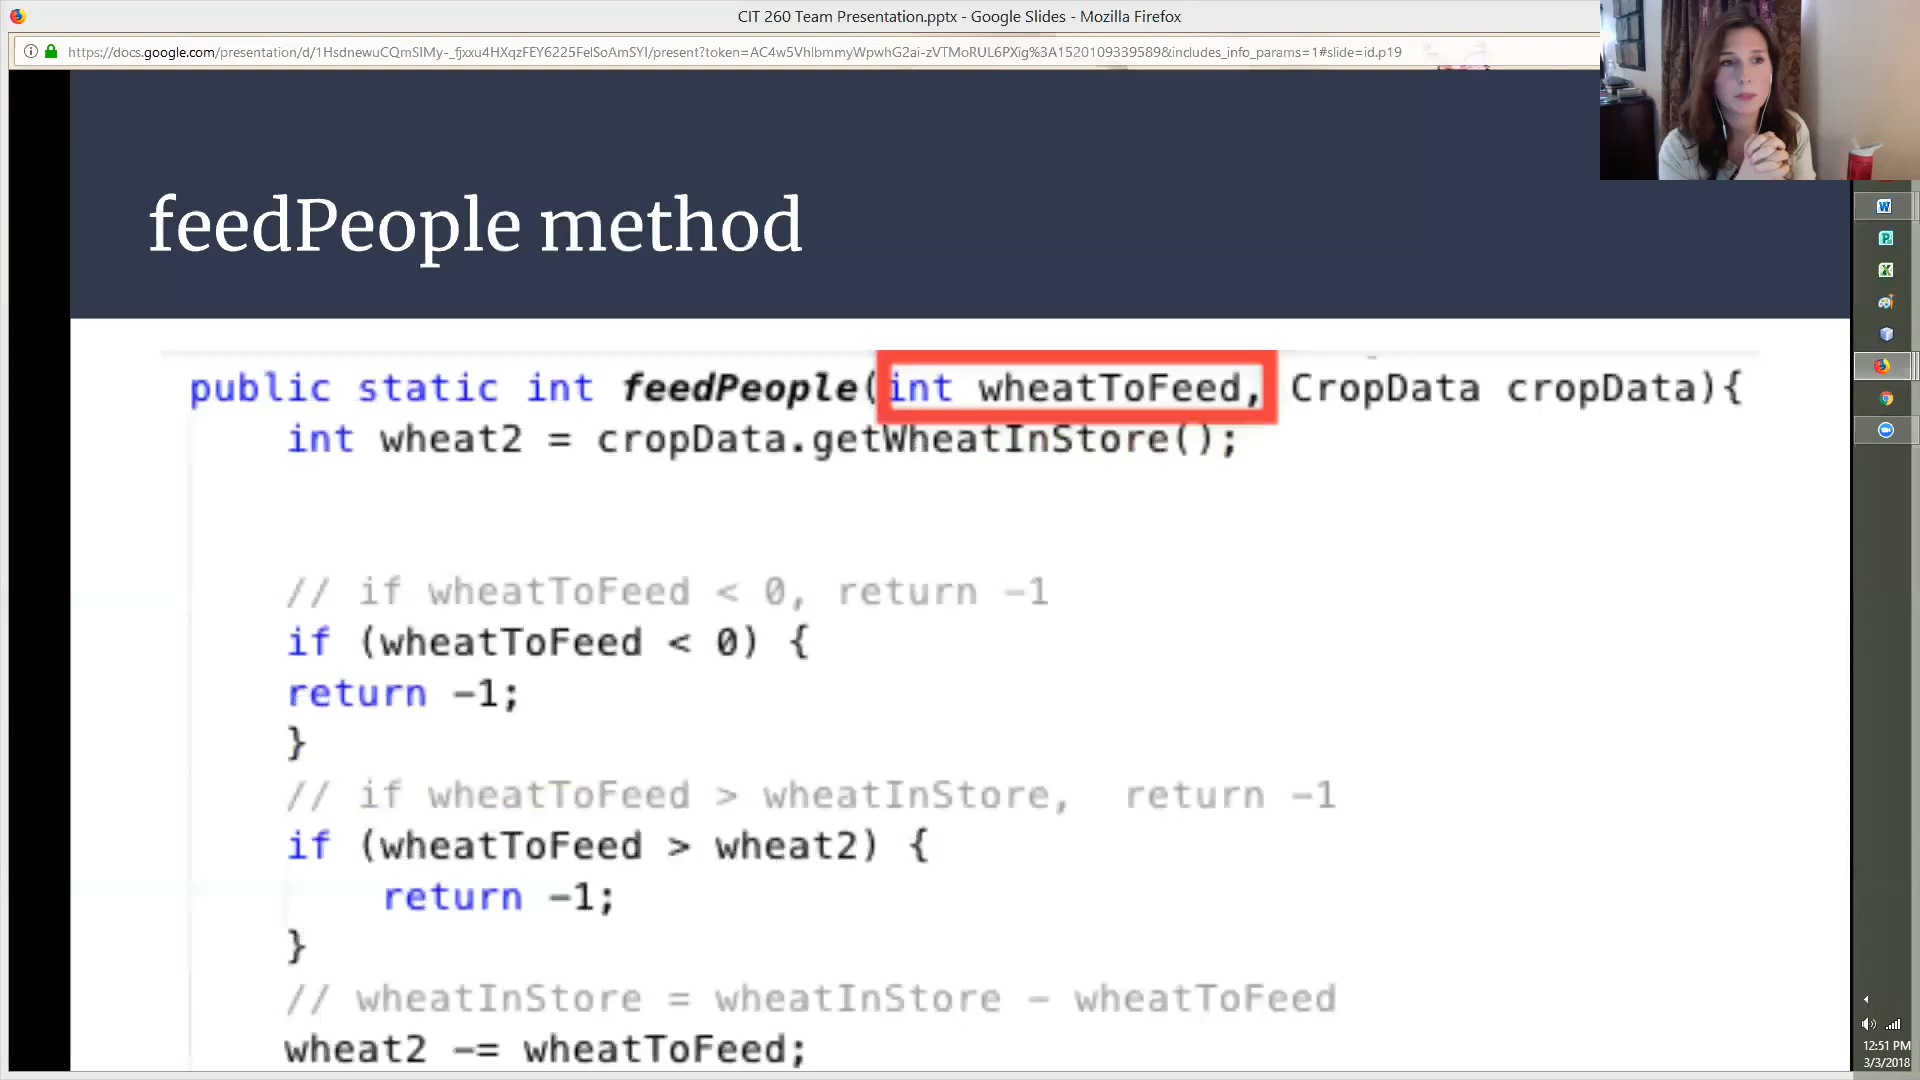 CIT 260 Team Presentation.pptx - Google Slides - Mozilla Firefox
https://docs.google.com/presentation/d/1HsdnewuCQmSIMy-_fjxxu4HXqzFEY6225FelSoAmSYI/present?token=AC4w5VhlbmmyWpwhG2ai-zVTMoRUL6PXig%3A1520109339589&includes_info_params=1#slide=id.p19
feedPeople method
public static int feedPeople(int wheatToFeed, CropData cropData){
int wheat2 = cropData.getWheatInStore();
// if wheatToFeed < 0, return -1
if (wheatToFeed < 0) {
return -1;
}
// if wheatToFeed > wheatInStore, return -1
if (wheatToFeed > wheat2) {
return -1;
}
// wheatInStore = wheatInStore - wheatToFeed
wheat2 -= wheatToFeed;
12:51 PM
3/3/2018